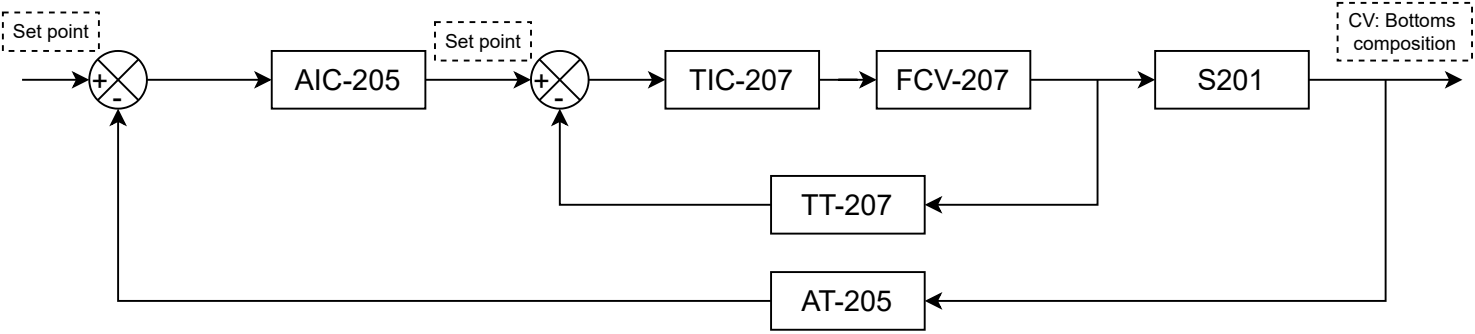 Set point
+
-
AIC-205
Set point
+
-
TIC-207
FCV-207
S201
CV: Bottoms
composition
TT-207
AT-205